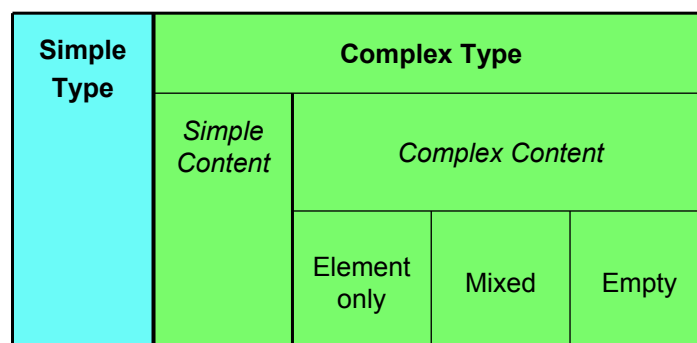 Simple
Type
Complex Type
Simple
Content
Complex Content
Element
only
Mixed
Empty